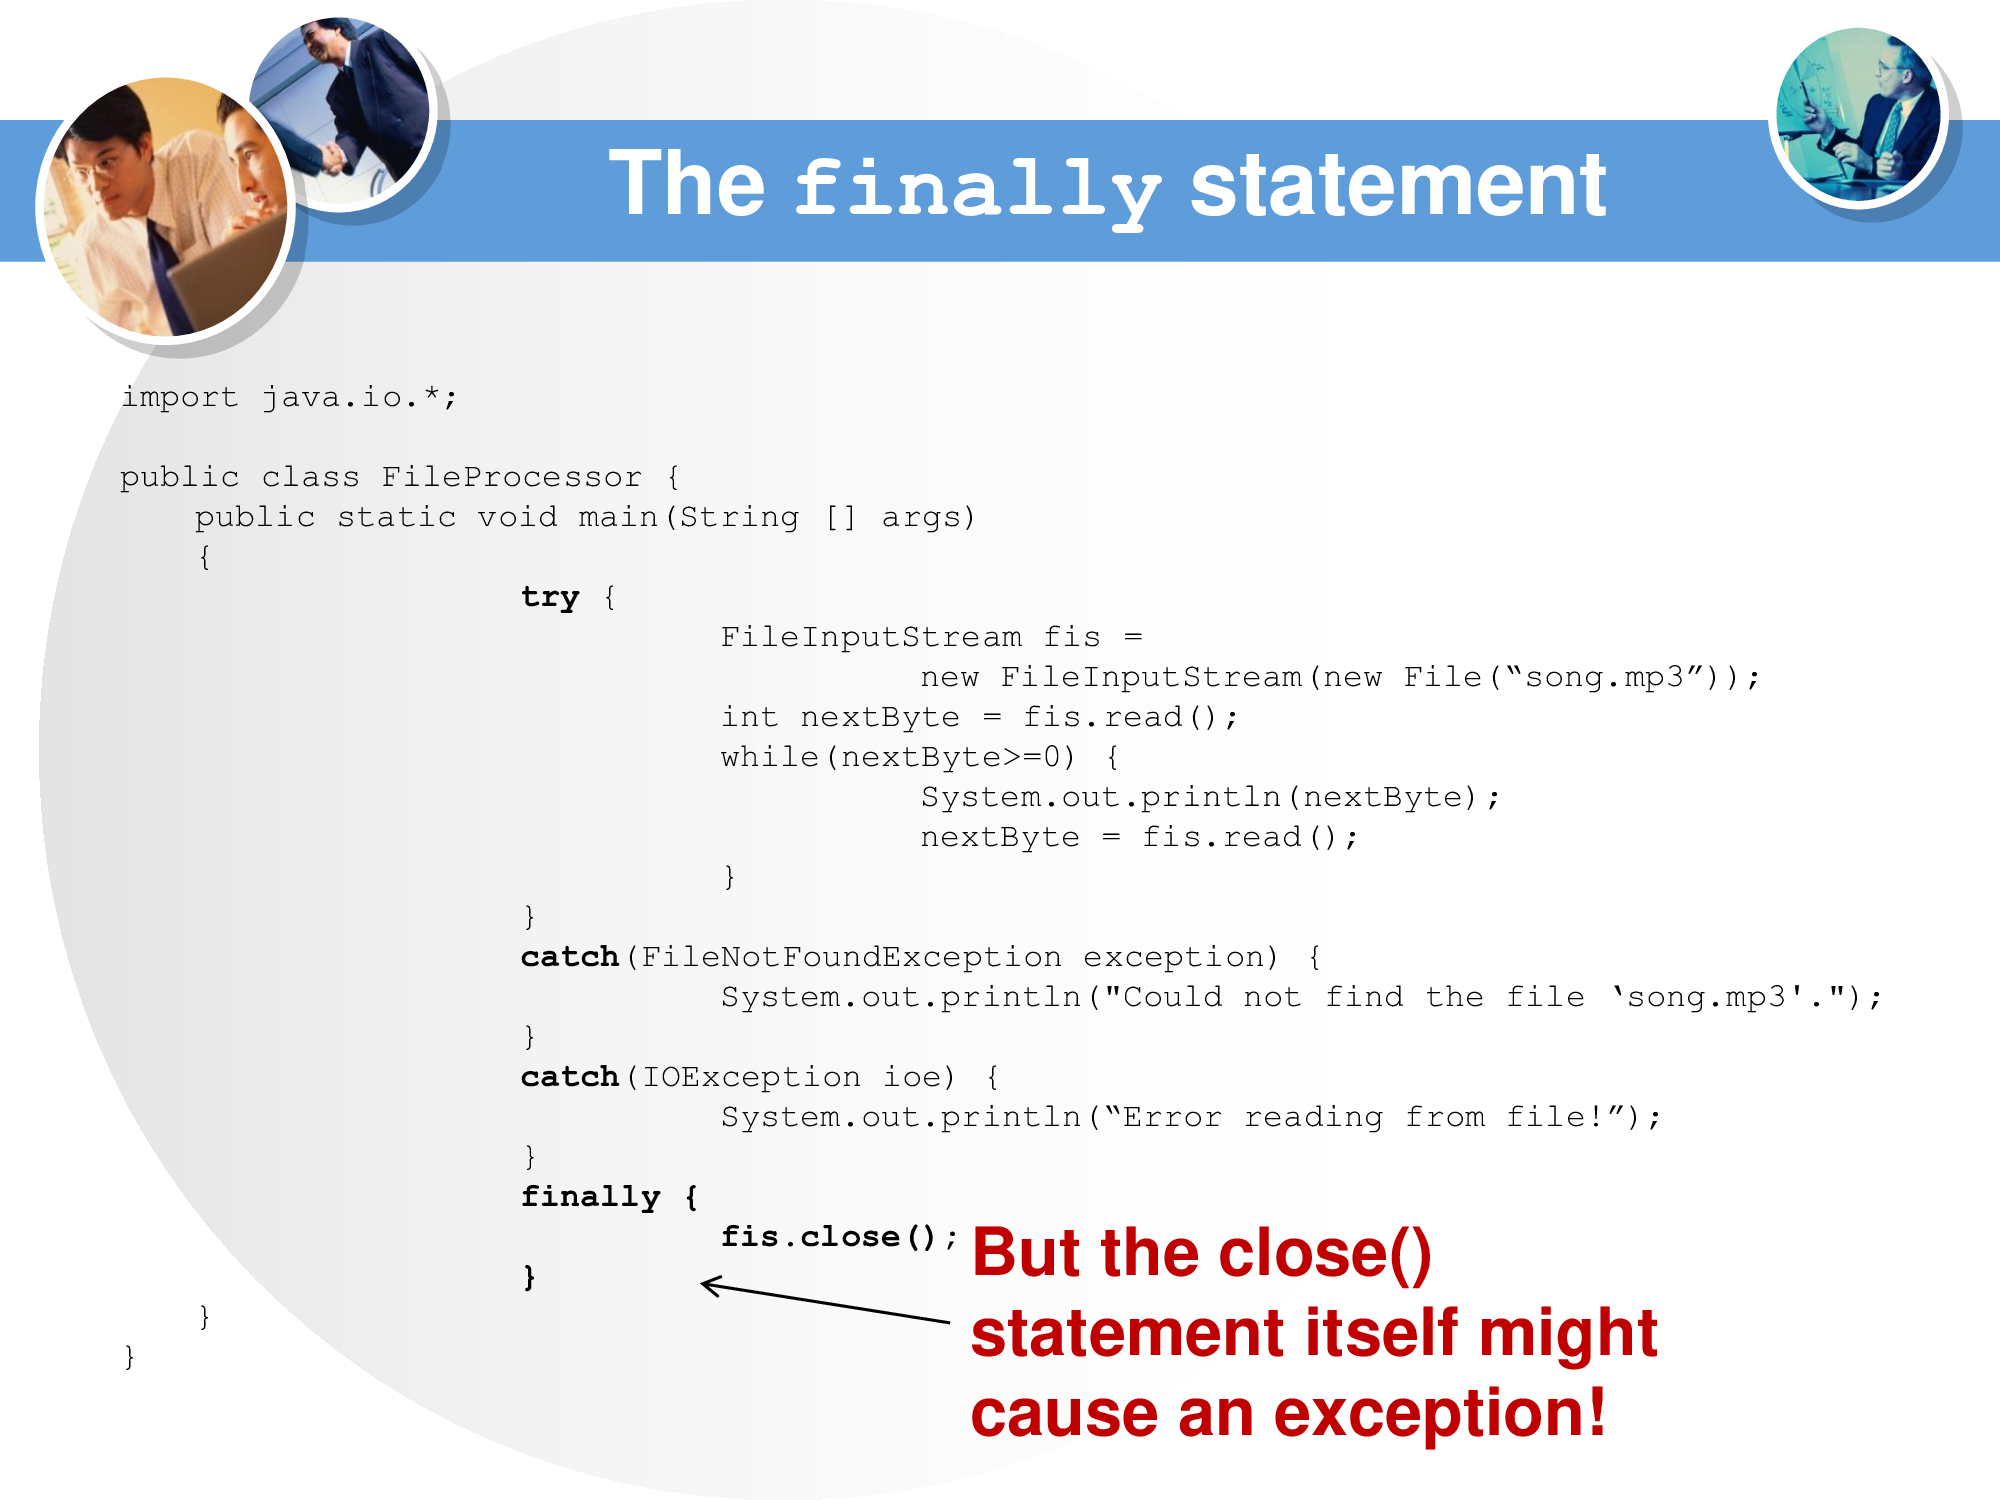 The finally statement
import java.io.*;
public class FileProcessor {
public static void main(String [] args)
{
try {
FileInputStream fis =
new FileInputStream(new File(“song.mp3”));
int nextByte = fis.read();
while(nextByte>=0) {
System.out.println(nextByte);
nextByte = fis.read();
}
}
catch(FileNotFoundException exception) {
System.out.println("Could not find the file ‘song.mp3'.");
}
catch(IOException ioe) {
System.out.println(“Error reading from file!”);
}
finally {
fis.close();
}
}
}
But the close()
statement itself might
cause an exception!